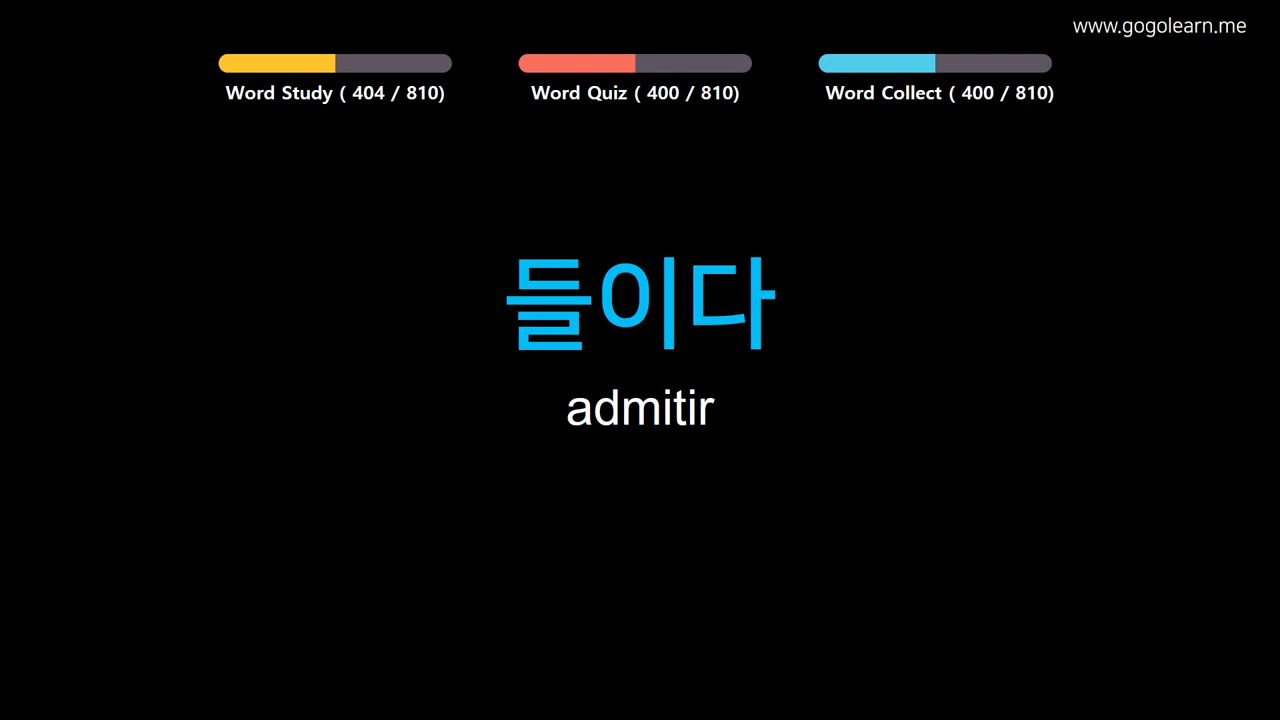 www.gogolearn.me
Word Study ( 404 / 810)
Word Quiz ( 400 / 810)
Word Collect ( 400 / 810)
들이다
admitir